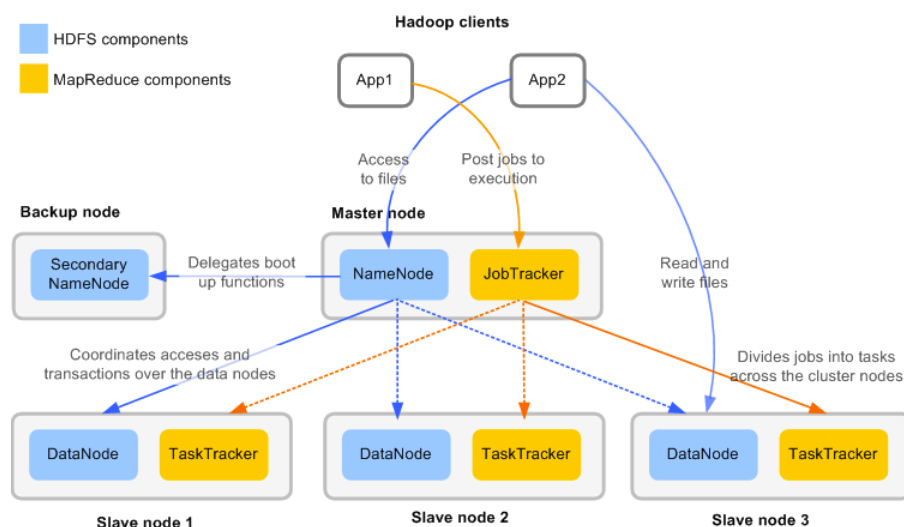 Hadoop clients
HDFS components
MapReduce components
App1
App2
Access
to files
Post jobs to
execution
Backup node
Master node
Secondary
NameNode
Delegates boot
up functions
NameNode
JobTracker
Read and
write files
Coordinates acceses and
transactions over the data nodes
Divides jobs into tasks
across the cluster nodes
DataNode
TaskTracker
DataNode
TaskTracker
DataNode
TaskTracker
Slave node 1
Slave node 2
Slave node 3